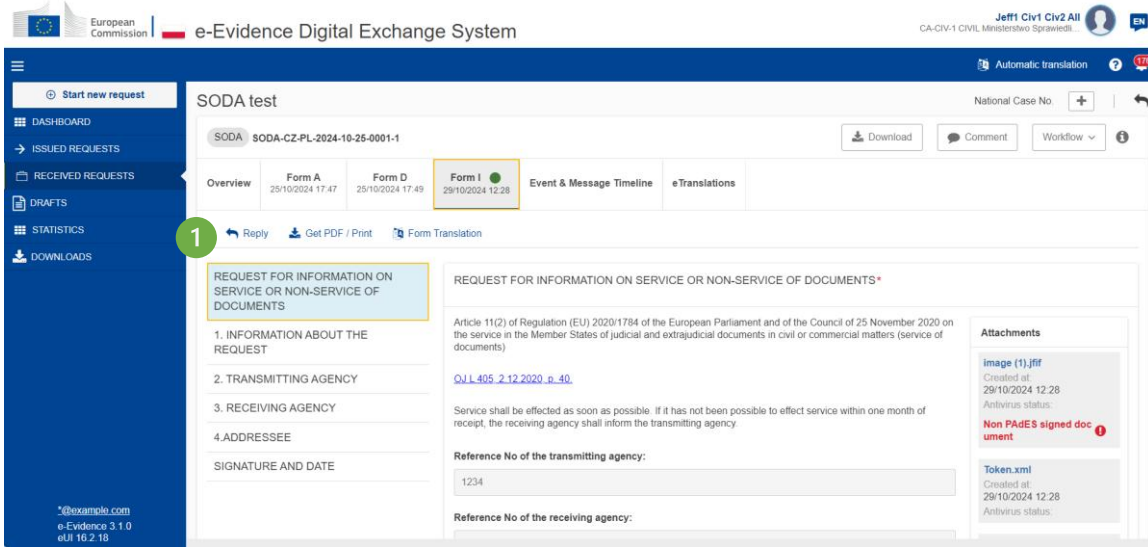 European
Commission
e-Evidence Digital Exchange System
Jeff1 Civ1 Civ2 All
CA-CIV-1 CIVIL Ministerstwo Sprawiedli...
EN
Automatic translation
Start new request
DASHBOARD
ISSUED REQUESTS
RECEIVED REQUESTS
DRAFTS
STATISTICS
DOWNLOADS
*@example.com
e-Evidence 3.1.0
eUI 16.2.18
SODA test
National Case No.
SODA SODA-CZ-PL-2024-10-25-0001-1
Download
Comment
Workflow
Overview
Form A
25/10/2024 17:47
Form D
25/10/2024 17:49
Form I
29/10/2024 12:28
Event & Message Timeline
eTranslations
1
Reply
Get PDF / Print
Form Translation
REQUEST FOR INFORMATION ON
SERVICE OR NON-SERVICE OF
DOCUMENTS
1. INFORMATION ABOUT THE
REQUEST
2. TRANSMITTING AGENCY
3. RECEIVING AGENCY
4.ADDRESSEE
SIGNATURE AND DATE
REQUEST FOR INFORMATION ON SERVICE OR NON-SERVICE OF DOCUMENTS*
Article 11(2) of Regulation (EU) 2020/1784 of the European Parliament and of the Council of 25 November 2020 on
the service in the Member States of judicial and extrajudicial documents in civil or commercial matters (service of
documents)
OJ L 405, 2.12.2020, p. 40.
Service shall be effected as soon as possible. If it has not been possible to effect service within one month of
receipt, the receiving agency shall inform the transmitting agency.
Reference No of the transmitting agency:
1234
Reference No of the receiving agency:
Attachments
image (1).jfif
Created at:
29/10/2024 12:28
Antivirus status:
Non PAdES signed doc
ument
Token.xml
Created at:
29/10/2024 12:28
Antivirus status: